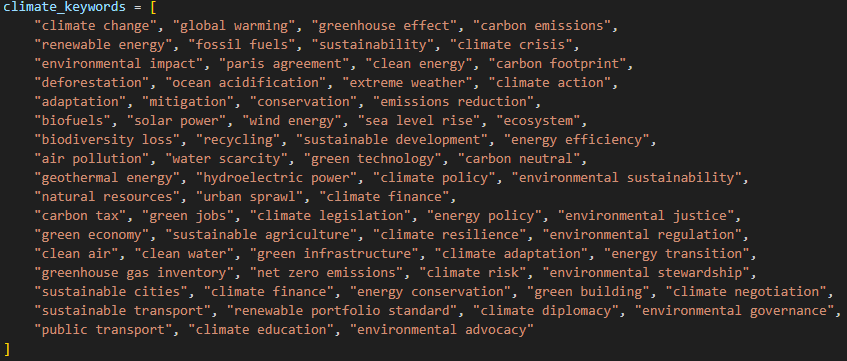 climate_keywords = [
    "climate change", "global warming", "greenhouse effect", "carbon emissions",
    "renewable energy", "fossil fuels", "sustainability", "climate crisis",
    "environmental impact", "paris agreement", "clean energy", "carbon footprint",
    "deforestation", "ocean acidification", "extreme weather", "climate action",
    "adaptation", "mitigation", "conservation", "emissions reduction",
    "biofuels", "solar power", "wind energy", "sea level rise", "ecosystem",
    "biodiversity loss", "recycling", "sustainable development", "energy efficiency",
    "air pollution", "water scarcity", "green technology", "carbon neutral",
    "geothermal energy", "hydroelectric power", "climate policy", "environmental sustainability",
    "natural resources", "urban sprawl", "climate finance",
    "carbon tax", "green jobs", "climate legislation", "energy policy", "environmental justice",
    "green economy", "sustainable agriculture", "climate resilience", "environmental regulation",
    "clean air", "clean water", "green infrastructure", "climate adaptation", "energy transition",
    "greenhouse gas inventory", "net zero emissions", "climate risk", "environmental stewardship",
    "sustainable cities", "climate finance", "energy conservation", "green building", "climate negotiation",
    "sustainable transport", "renewable portfolio standard", "climate diplomacy", "environmental governance",
    "public transport", "climate education", "environmental advocacy"
]